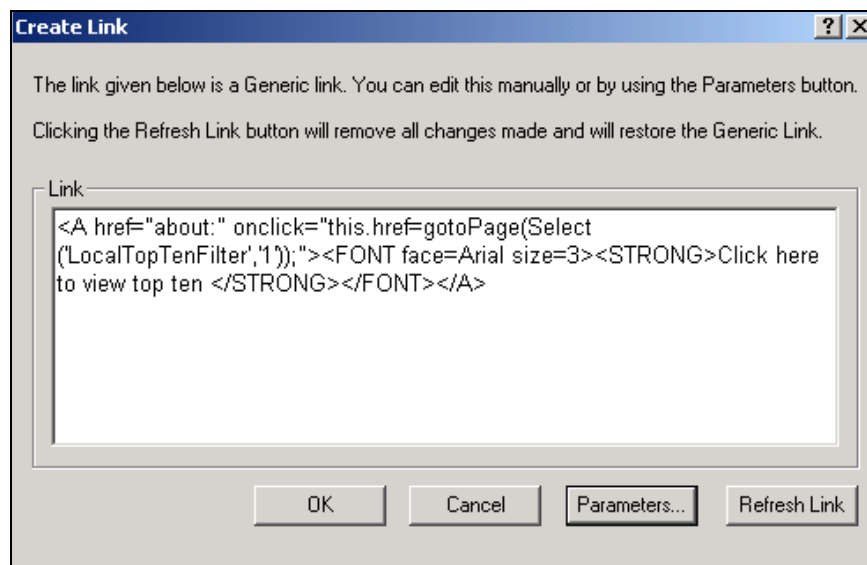 Create Link
The link given below is a Generic link. You can edit this manually or by using the Parameters button.
Clicking the Refresh Link button will remove all changes made and will restore the Generic Link.
Link
<A href="about:" onclick="this.href=gotoPage(Select
('LocalTopTenFilter','1'));"><FONT face=Arial size=3><STRONG>Click here
to view top ten </STRONG></FONT></A>
OK Cancel Parameters... Refresh Link